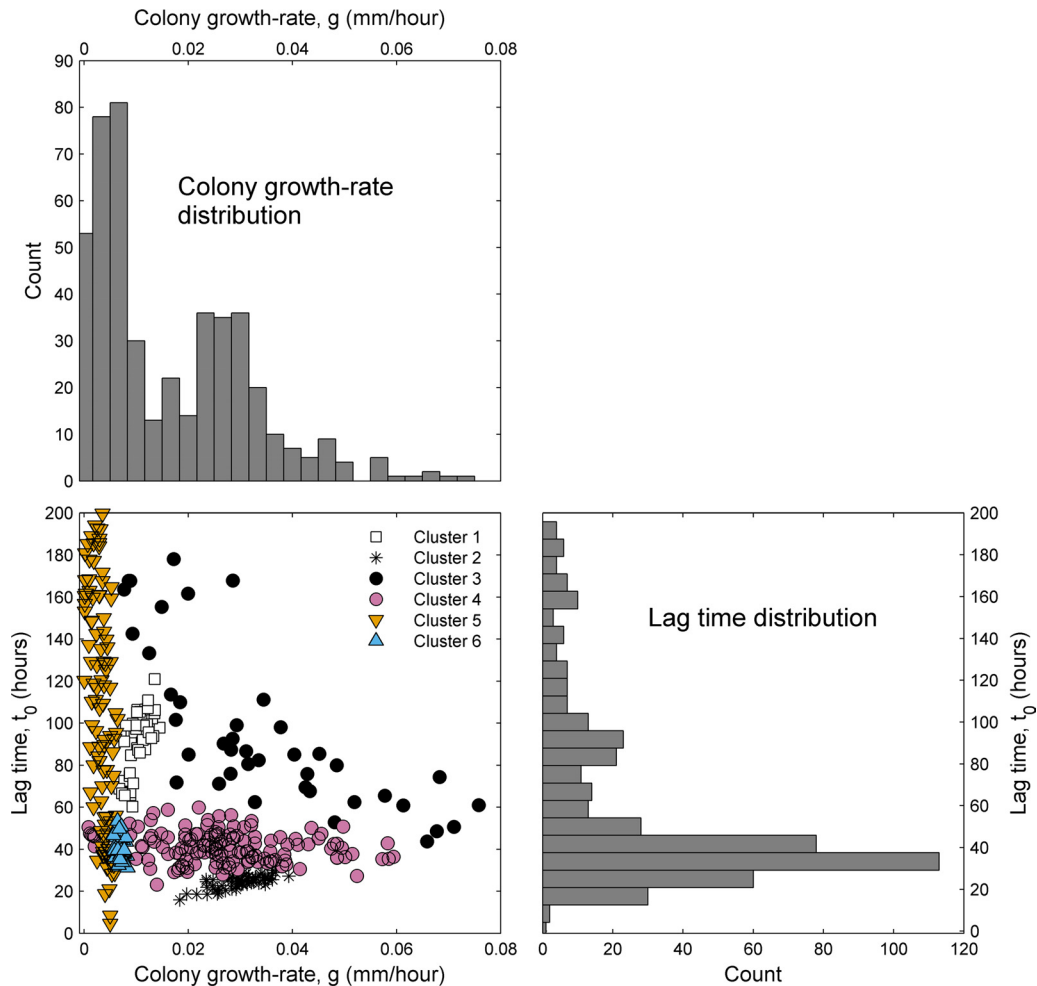 Colony growth-rate, g (mm/hour)
0 0.02 0.04 0.06 0.08
90
80
70
60
50
40
30
20
10
0
Count
Colony growth-rate
distribution
200
180
160
140
120
100
80
60
40
20
0
Lag time, t0 (hours)
Cluster 1
Cluster 2
Cluster 3
Cluster 4
Cluster 5
Cluster 6
0 0.02 0.04 0.06 0.08
Colony growth-rate, g (mm/hour)
Lag time distribution
200
180
160
140
120
100
80
60
40
20
0
Lag time, t0 (hours)
0 20 40 60 80 100 120
Count